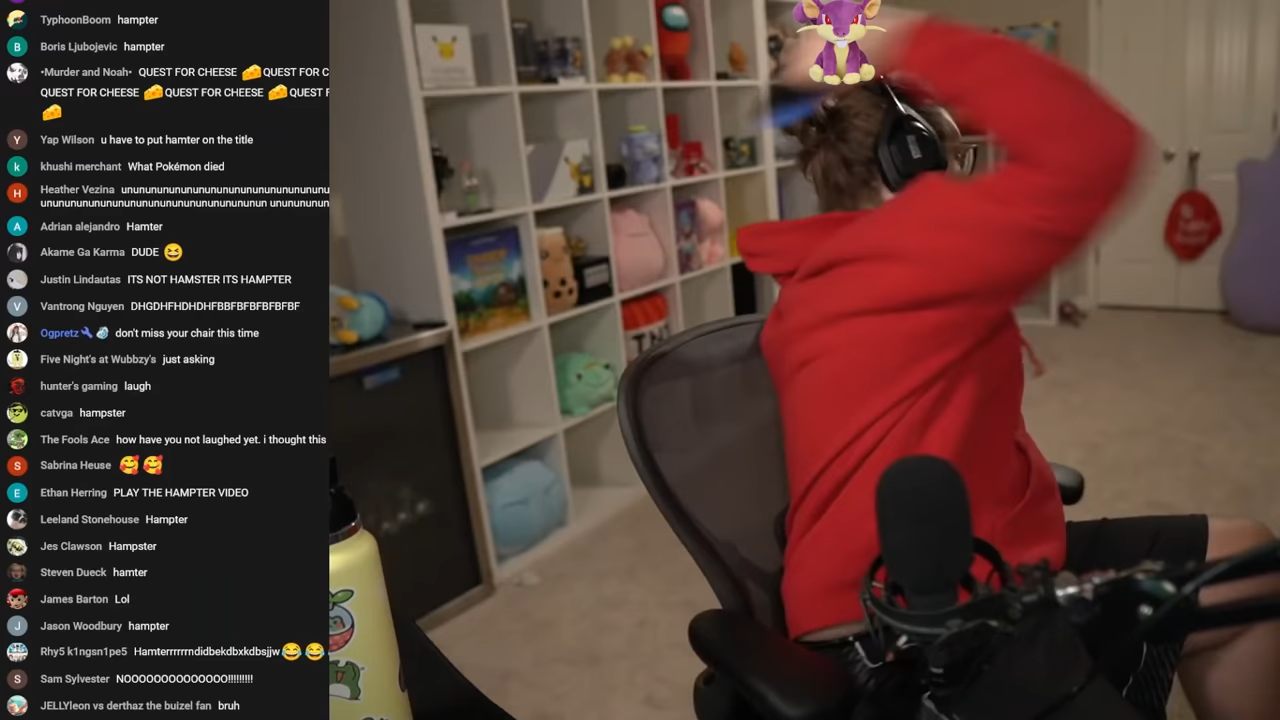 TyphoonBoom hampter
Boris Ljubojevic hampter
•Murder and Noah• QUEST FOR CHEESE QUEST FOR C
QUEST FOR CHEESE QUEST FOR CHEESE QUEST F
Yap Wilson u have to put hamter on the title
khushi merchant What Pokémon died
Heather Vezina unununununununununununununununununu
unununununununununununununununununun unununun
Adrian alejandro Hamter
Akame Ga Karma DUDE
Justin Lindautas ITS NOT HAMSTER ITS HAMPTER
Vantrong Nguyen DHGDHFHDHDHFBBFBFBFBFBFBF
Ogpretz don't miss your chair this time
Five Night's at Wubbzy's just asking
hunter's gaming laugh
catvga hampster
The Fools Ace how have you not laughed yet. i thought this
Sabrina Heuse
Ethan Herring PLAY THE HAMPTER VIDEO
Leeland Stonehouse Hampter
Jes Clawson Hampster
Steven Dueck hamter
James Barton Lol
Jason Woodbury hampter
Rhy5 k1ngsn1pe5 Hamterrrrrrndidbekdbxkdbsjjw
Sam Sylvester NOOOOOOOOOOOOOO!!!!!!!!!
JELLYleon vs derthaz the buizel fan bruh